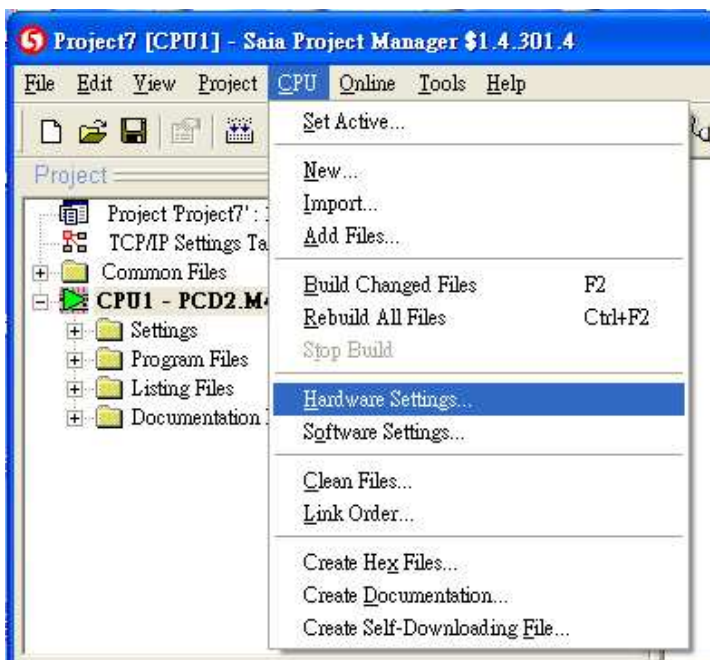 Project7 [CPU1] - Saia Project Manager $1.4.301.4
File Edit View Project CPU Online Tools Help
Project
Project 'Project7' :
TCP/IP Settings Ta
Common Files
CPU1 - PCD2.M4
Settings
Program Files
Listing Files
Documentation
Set Active...
New...
Import...
Add Files...
Build Changed Files F2
Rebuild All Files Ctrl+F2
Stop Build
Hardware Settings...
Software Settings...
Clean Files...
Link Order...
Create Hex Files...
Create Documentation...
Create Self-Downloading File...